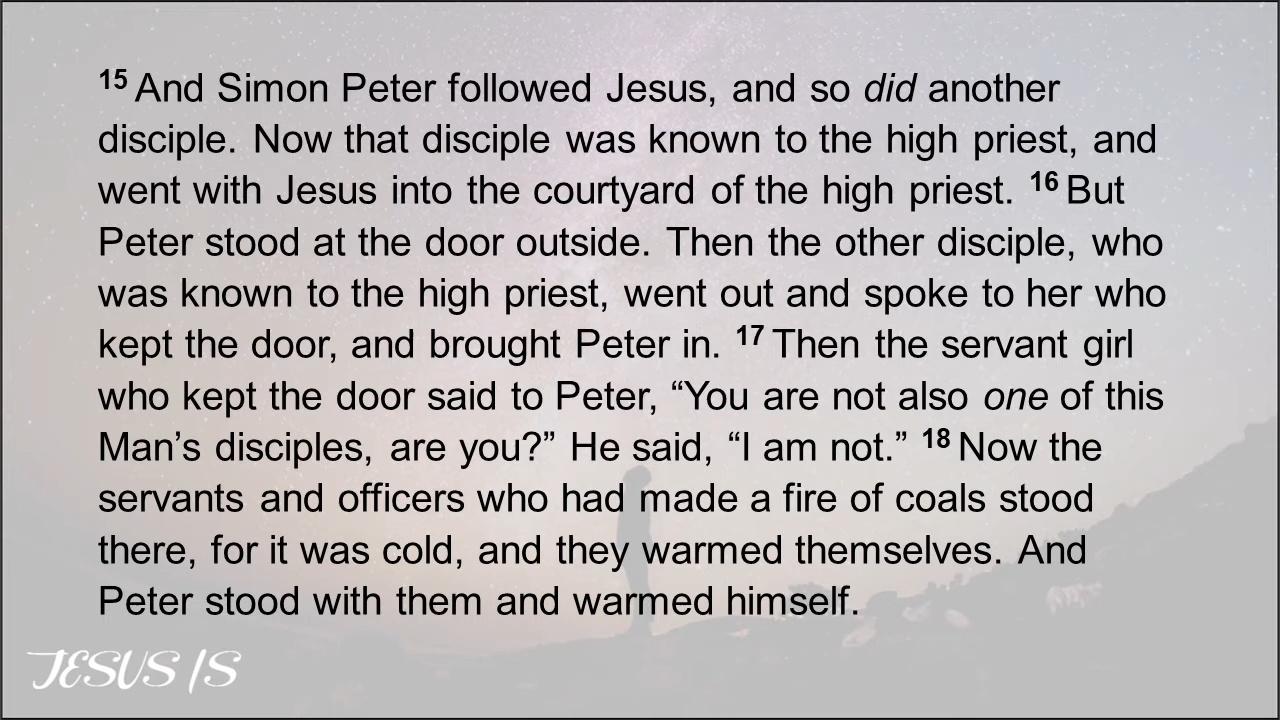 15 And Simon Peter followed Jesus, and so did another
disciple. Now that disciple was known to the high priest, and
went with Jesus into the courtyard of the high priest. 16 But
Peter stood at the door outside. Then the other disciple, who
was known to the high priest, went out and spoke to her who
kept the door, and brought Peter in. 17 Then the servant girl
who kept the door said to Peter, “You are not also one of this
Man’s disciples, are you?” He said, “I am not.” 18 Now the
servants and officers who had made a fire of coals stood
there, for it was cold, and they warmed themselves. And
Peter stood with them and warmed himself.
JESUS IS